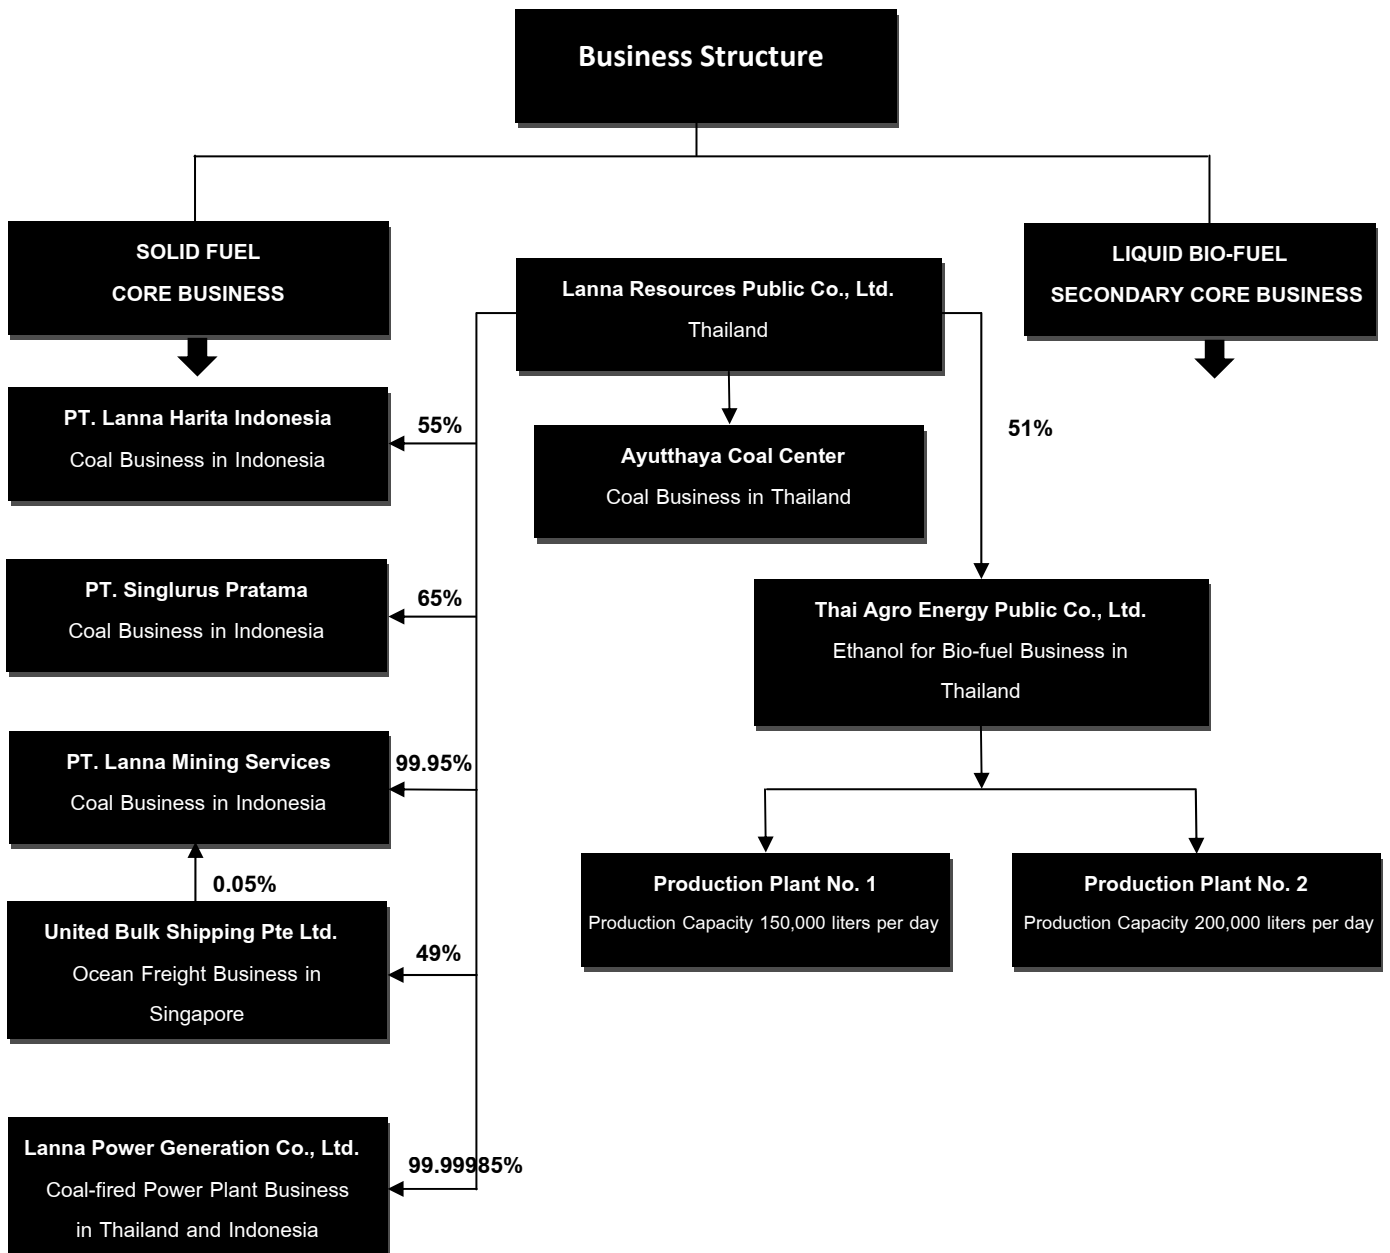 Business Structure
SOLID FUEL
CORE BUSINESS
LIQUID BIO-FUEL
SECONDARY CORE BUSINESS
Lanna Resources Public Co., Ltd.
Thailand
PT. Lanna Harita Indonesia
Coal Business in Indonesia
55%
Ayutthaya Coal Center
Coal Business in Thailand
51%
PT. Singlurus Pratama
Coal Business in Indonesia
65%
Thai Agro Energy Public Co., Ltd.
Ethanol for Bio-fuel Business in
Thailand
PT. Lanna Mining Services
Coal Business in Indonesia
99.95%
0.05%
Production Plant No. 1
Production Capacity 150,000 liters per day
Production Plant No. 2
Production Capacity 200,000 liters per day
United Bulk Shipping Pte Ltd.
Ocean Freight Business in
Singapore
49%
Lanna Power Generation Co., Ltd.
Coal-fired Power Plant Business
in Thailand and Indonesia
99.99985%